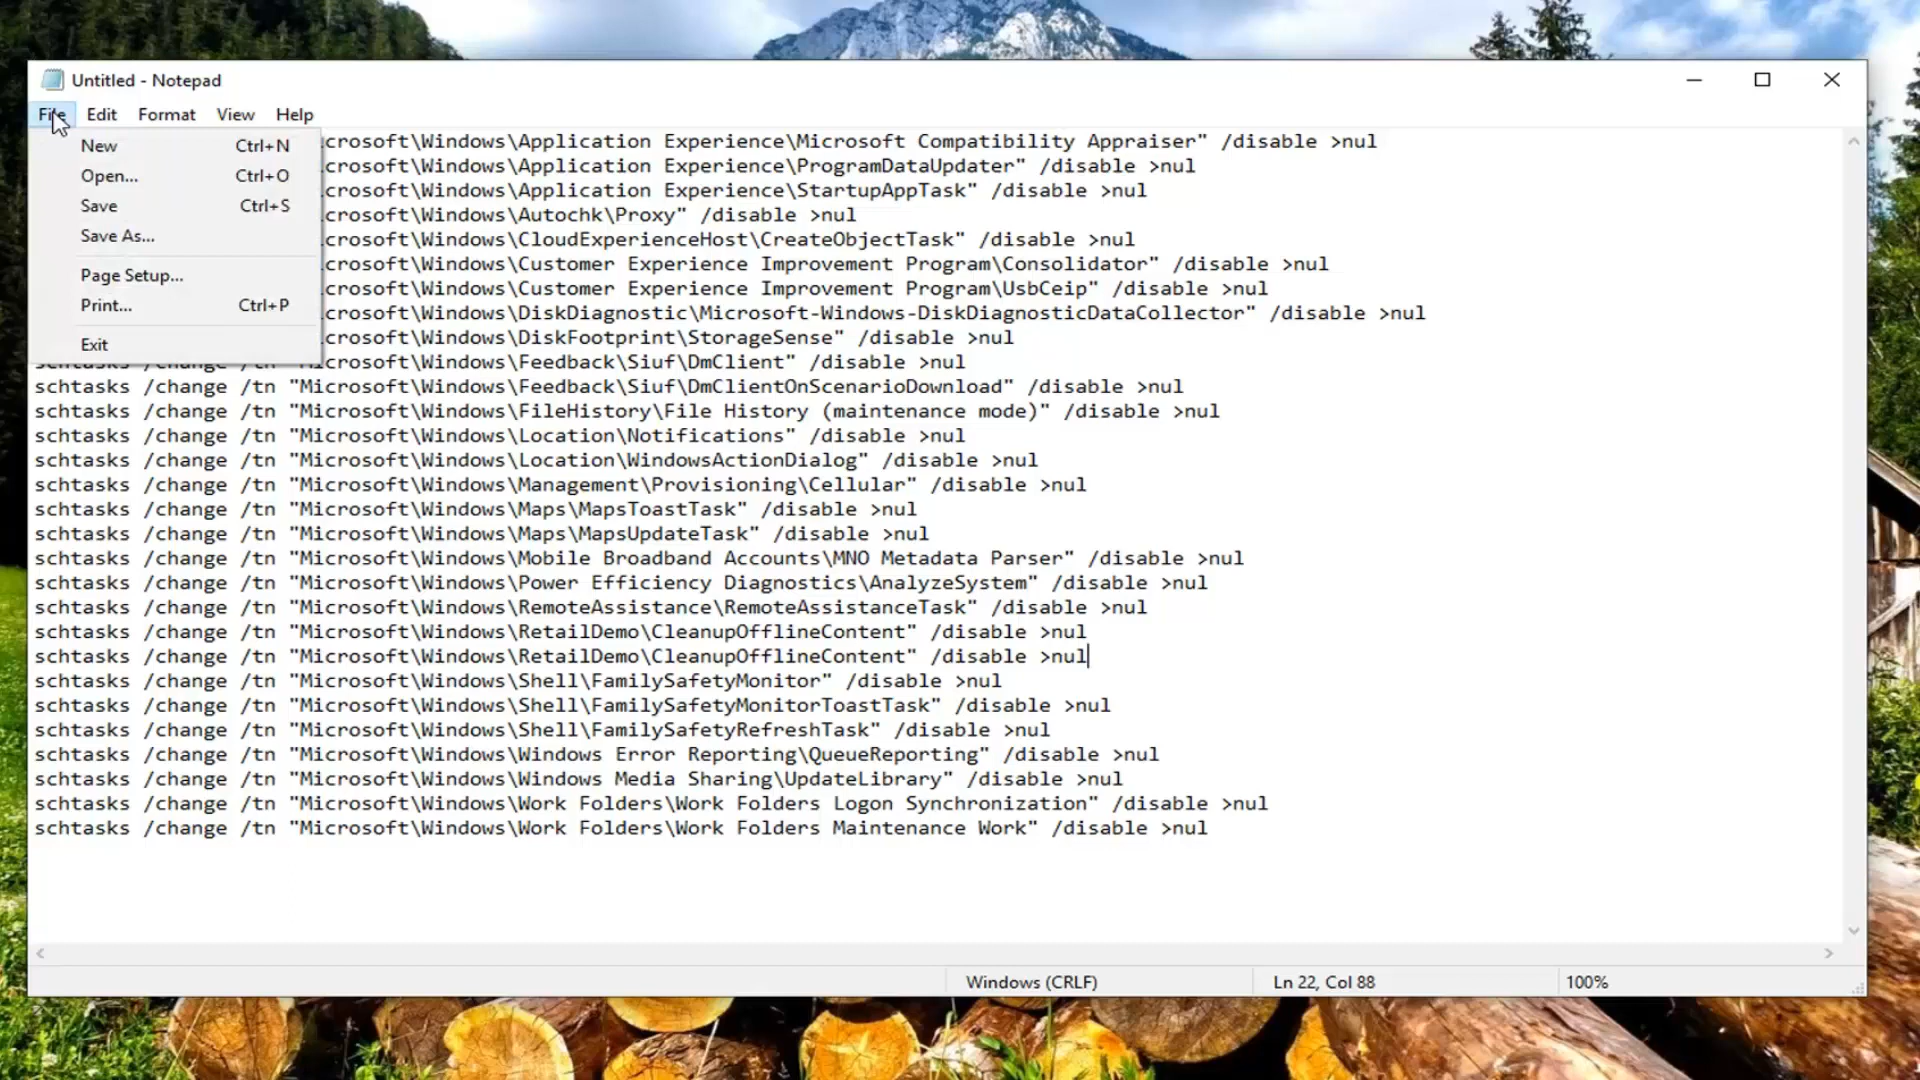 Untitled - Notepad
File Edit Format View Help
New Ctrl+N
Open... Ctrl+O
Save Ctrl+S
Save As...
Page Setup...
Print... Ctrl+P
Exit
crosoft\Windows\Application Experience\Microsoft Compatibility Appraiser" /disable >nul
crosoft\Windows\Application Experience\ProgramDataUpdater" /disable >nul
crosoft\Windows\Application Experience\StartupAppTask" /disable >nul
crosoft\Windows\Autochk\Proxy" /disable >nul
crosoft\Windows\CloudExperienceHost\CreateObjectTask" /disable >nul
crosoft\Windows\Customer Experience Improvement Program\Consolidator" /disable >nul
crosoft\Windows\Customer Experience Improvement Program\UsbCeip" /disable >nul
crosoft\Windows\DiskDiagnostic\Microsoft-Windows-DiskDiagnosticDataCollector" /disable >nul
crosoft\Windows\DiskFootprint\StorageSense" /disable >nul
schtasks /change /tn "Microsoft\Windows\Feedback\Siuf\DmClient" /disable >nul
schtasks /change /tn "Microsoft\Windows\Feedback\Siuf\DmClientOnScenarioDownload" /disable >nul
schtasks /change /tn "Microsoft\Windows\FileHistory\File History (maintenance mode)" /disable >nul
schtasks /change /tn "Microsoft\Windows\Location\Notifications" /disable >nul
schtasks /change /tn "Microsoft\Windows\Location\WindowsActionDialog" /disable >nul
schtasks /change /tn "Microsoft\Windows\Management\Provisioning\Cellular" /disable >nul
schtasks /change /tn "Microsoft\Windows\Maps\MapsToastTask" /disable >nul
schtasks /change /tn "Microsoft\Windows\Maps\MapsUpdateTask" /disable >nul
schtasks /change /tn "Microsoft\Windows\Mobile Broadband Accounts\MNO Metadata Parser" /disable >nul
schtasks /change /tn "Microsoft\Windows\Power Efficiency Diagnostics\AnalyzeSystem" /disable >nul
schtasks /change /tn "Microsoft\Windows\RemoteAssistance\RemoteAssistanceTask" /disable >nul
schtasks /change /tn "Microsoft\Windows\RetailDemo\CleanupOfflineContent" /disable >nul
schtasks /change /tn "Microsoft\Windows\RetailDemo\CleanupOfflineContent" /disable >nul
schtasks /change /tn "Microsoft\Windows\Shell\FamilySafetyMonitor" /disable >nul
schtasks /change /tn "Microsoft\Windows\Shell\FamilySafetyMonitorToastTask" /disable >nul
schtasks /change /tn "Microsoft\Windows\Shell\FamilySafetyRefreshTask" /disable >nul
schtasks /change /tn "Microsoft\Windows\Windows Error Reporting\QueueReporting" /disable >nul
schtasks /change /tn "Microsoft\Windows\Windows Media Sharing\UpdateLibrary" /disable >nul
schtasks /change /tn "Microsoft\Windows\Work Folders\Work Folders Logon Synchronization" /disable >nul
schtasks /change /tn "Microsoft\Windows\Work Folders\Work Folders Maintenance Work" /disable >nul
Windows (CRLF) Ln 22, Col 88 100%